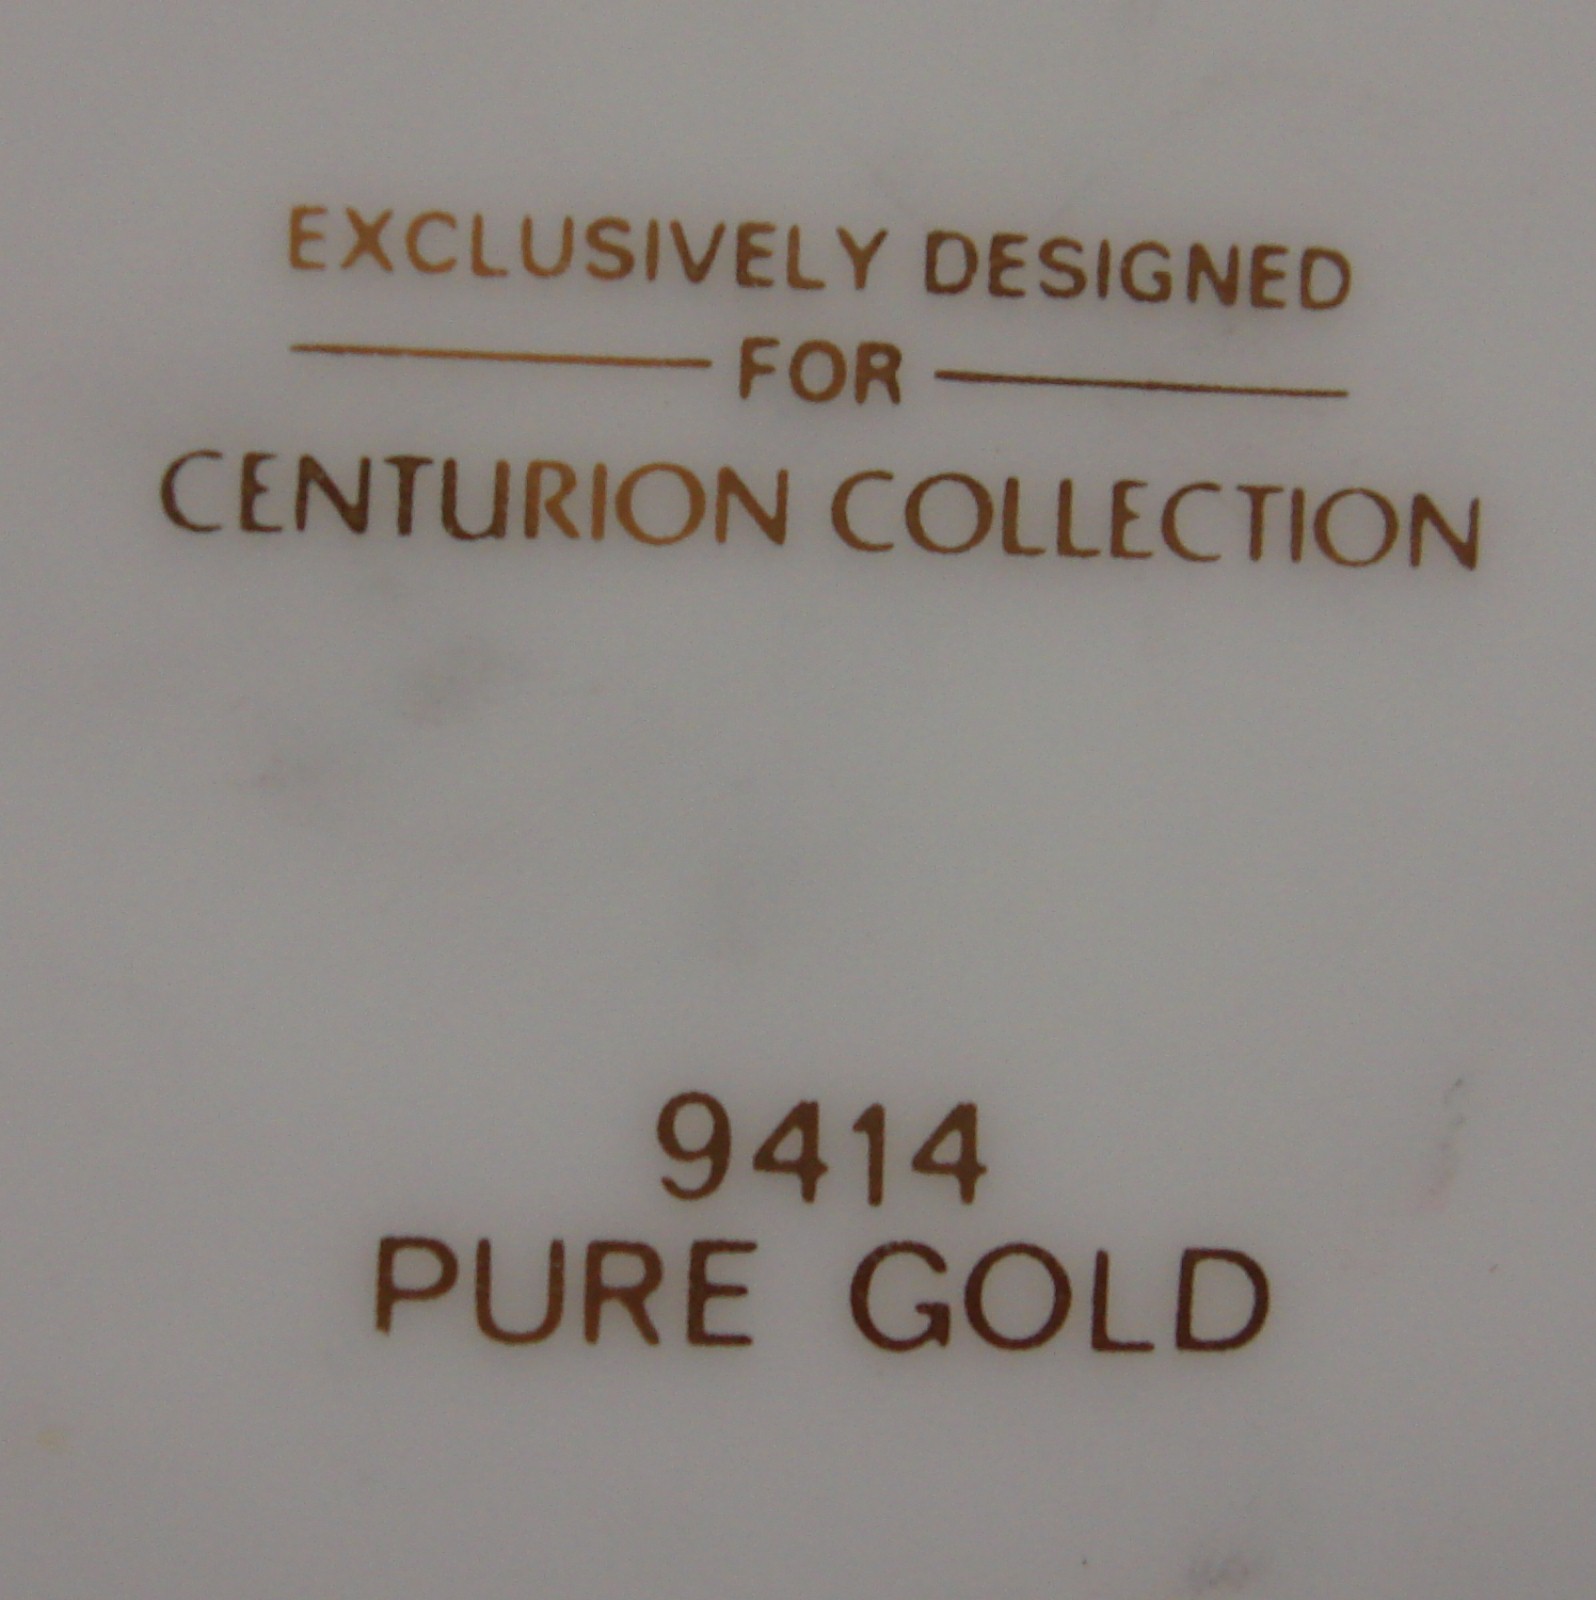 EXCLUSIVELY DESIGNED
FOR
CENTURION COLLECTION
9414
PURE GOLD